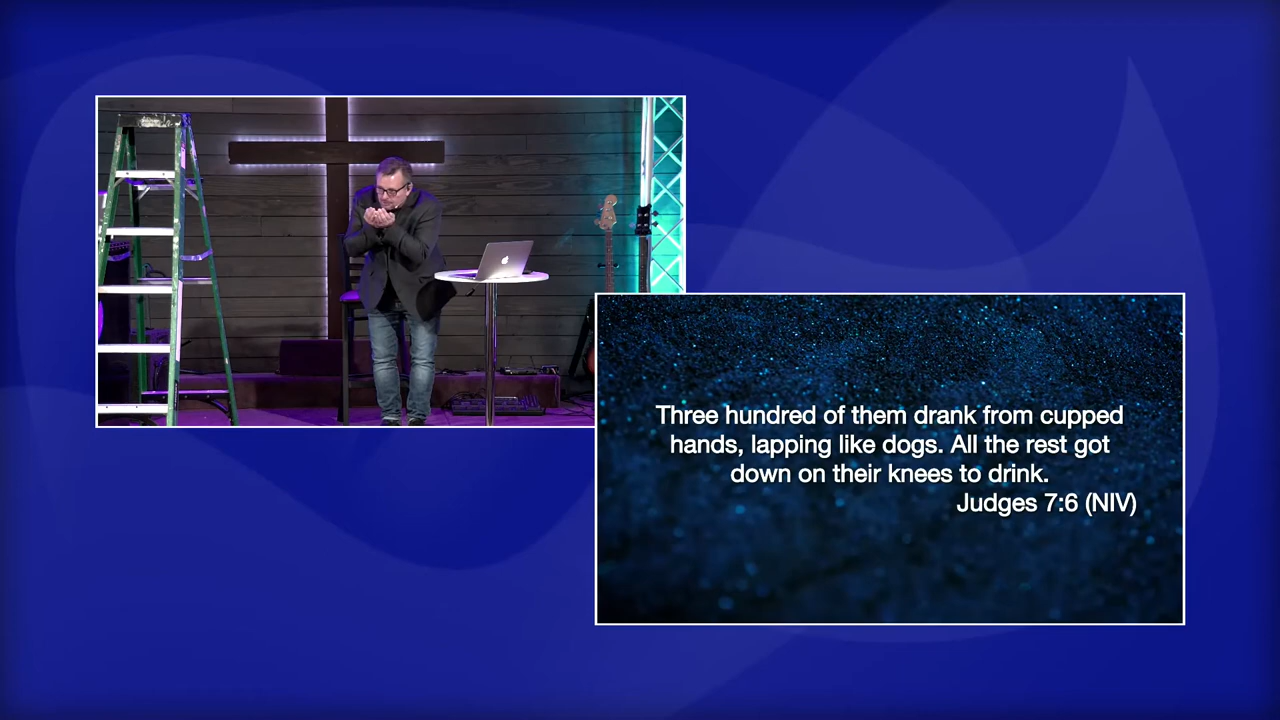 Three hundred of them drank from cupped
hands, lapping like dogs. All the rest got
down on their knees to drink.
Judges 7:6 (NIV)